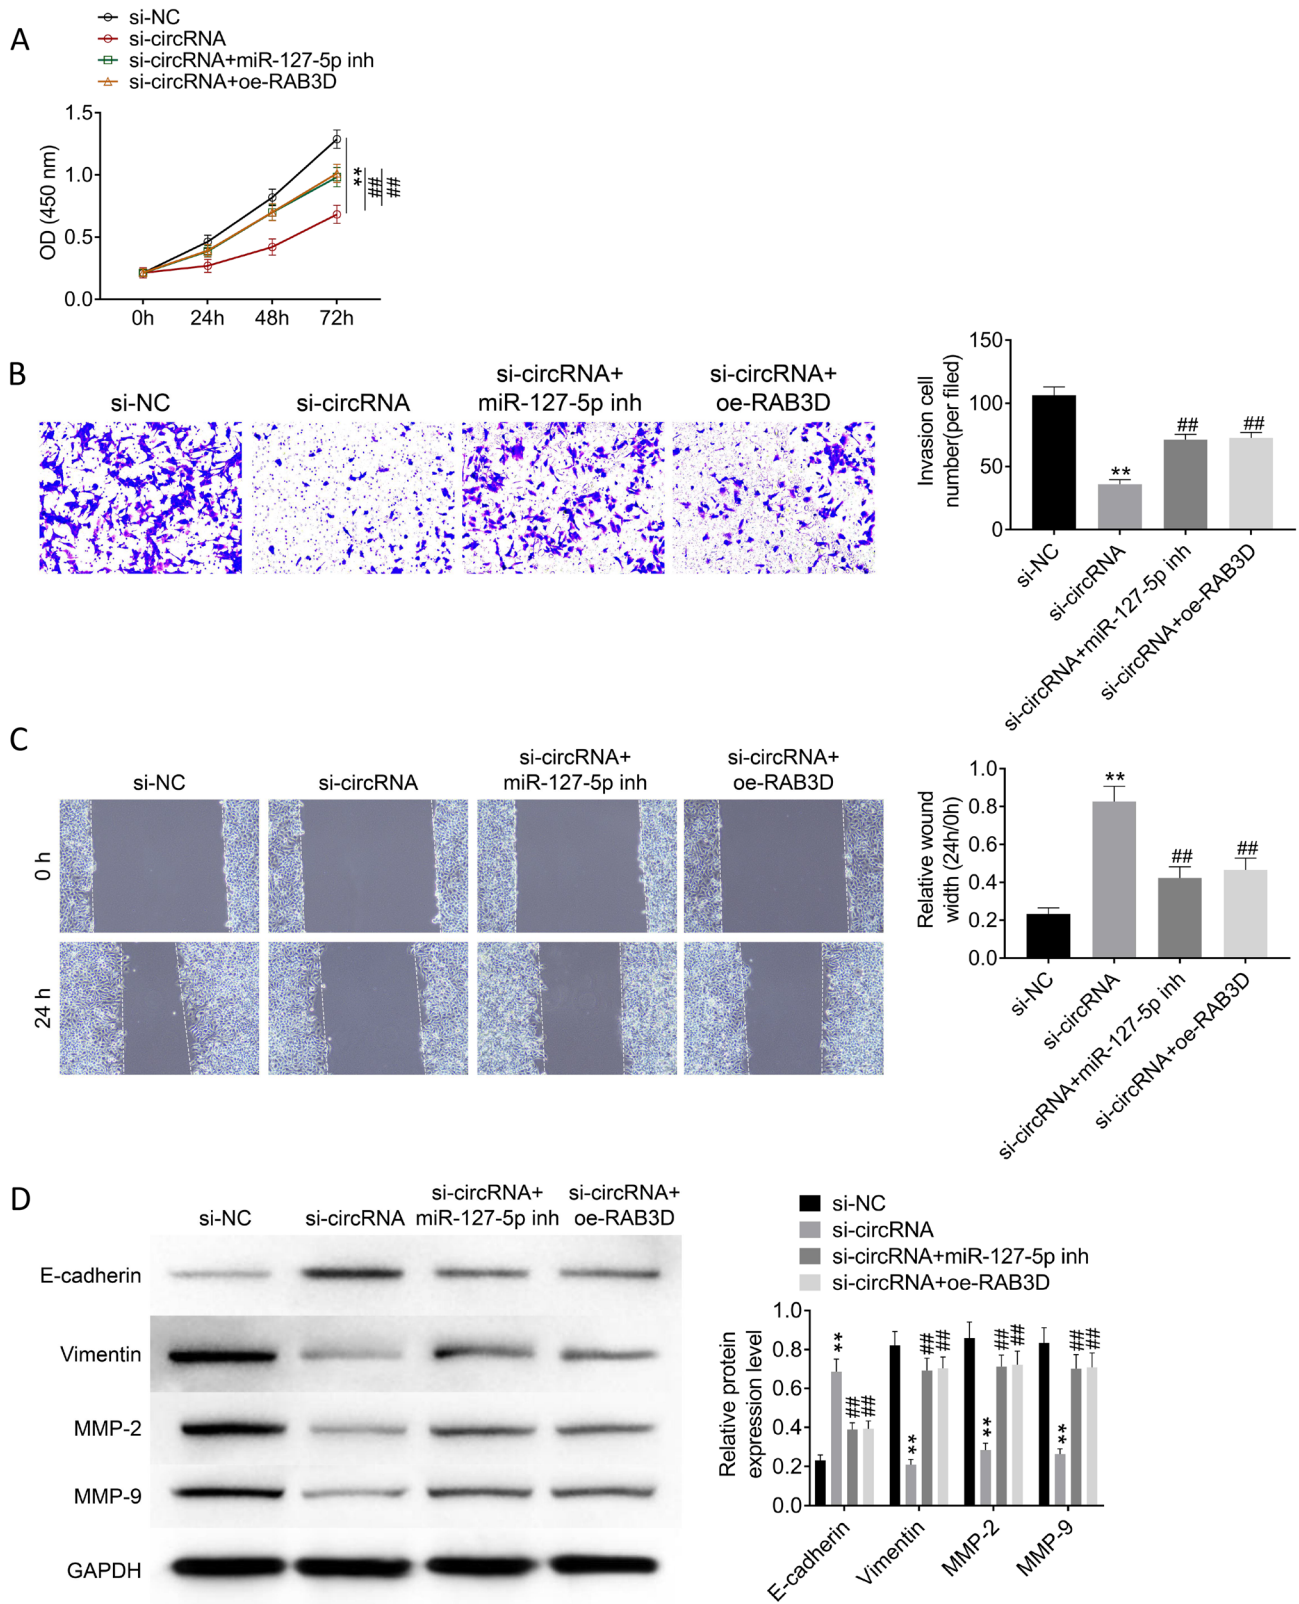 A
si-NC
si-circRNA
si-circRNA+miR-127-5p inh
si-circRNA+oe-RAB3D
OD (450 nm)
1.5
1.0
0.5
0.0
0h 24h 48h 72h
**
##
##
B
si-NC
si-circRNA
si-circRNA+
miR-127-5p inh
si-circRNA+
oe-RAB3D
Invasion cell
number(per filed)
150
100
50
0
**
##
##
si-NC
si-circRNA
si-circRNA+miR-127-5p inh
si-circRNA+oe-RAB3D
C
si-NC
si-circRNA
si-circRNA+
miR-127-5p inh
si-circRNA+
oe-RAB3D
0 h
24 h
Relative wound
width (24h/0h)
1.0
0.8
0.6
0.4
0.2
0.0
**
##
##
si-NC
si-circRNA
si-circRNA+miR-127-5p inh
si-circRNA+oe-RAB3D
D
si-NC
si-circRNA
si-circRNA+
miR-127-5p inh
si-circRNA+
oe-RAB3D
E-cadherin
Vimentin
MMP-2
MMP-9
GAPDH
si-NC
si-circRNA
si-circRNA+miR-127-5p inh
si-circRNA+oe-RAB3D
Relative protein
expression level
1.0
0.8
0.6
0.4
0.2
0.0
**
##
##
**
##
##
**
##
##
**
##
##
E-cadherin
Vimentin
MMP-2
MMP-9